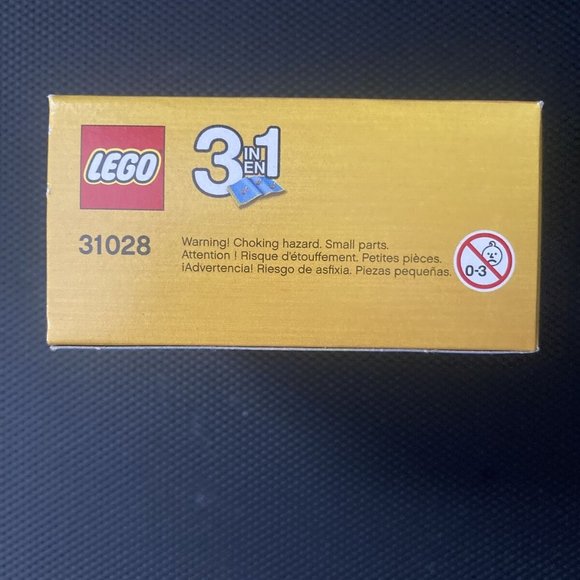 LEGO
3 IN EN 1
31028
Warning! Choking hazard. Small parts.
Attention ! Risque d'étouffement. Petites pièces.
¡Advertencia! Riesgo de asfixia. Piezas pequeñas.
0-3